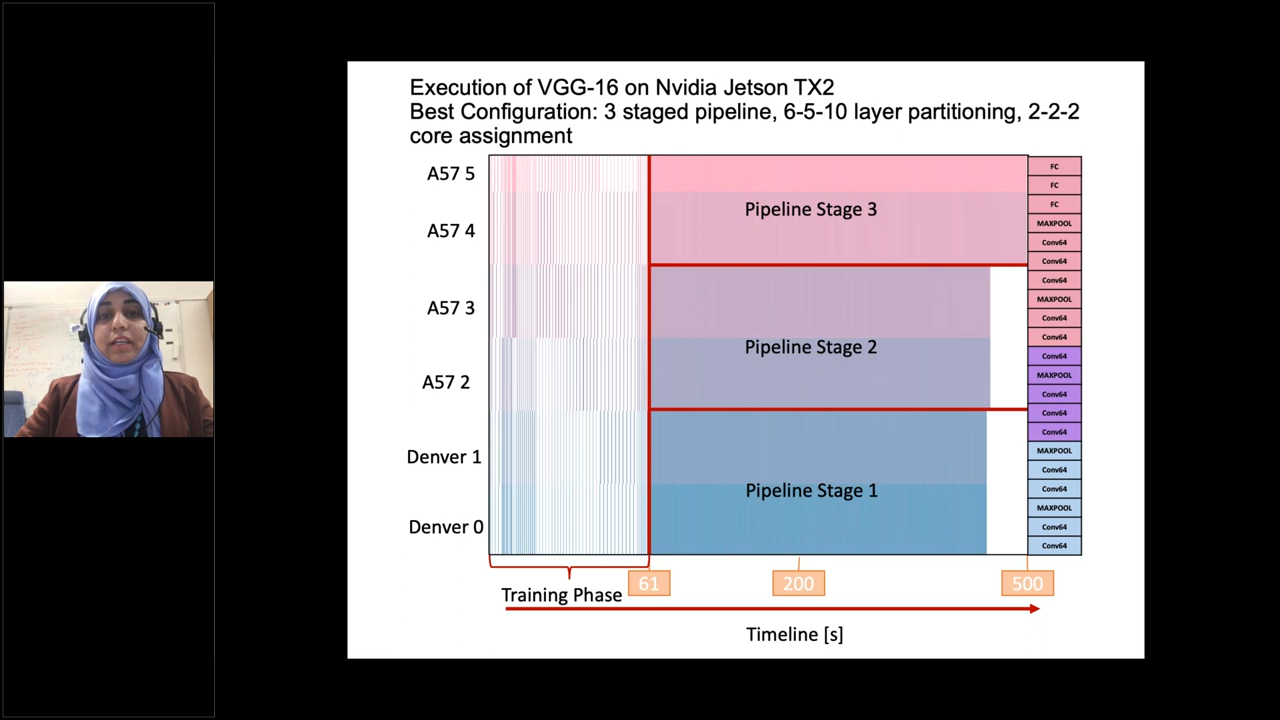 Execution of VGG-16 on Nvidia Jetson TX2
Best Configuration: 3 staged pipeline, 6-5-10 layer partitioning, 2-2-2
core assignment
A57 5
A57 4
A57 3
A57 2
Denver 1
Denver 0
Pipeline Stage 3
Pipeline Stage 2
Pipeline Stage 1
FC
FC
FC
MAXPOOL
Conv64
Conv64
Conv64
MAXPOOL
Conv64
Conv64
Conv64
MAXPOOL
Conv64
Conv64
Conv64
MAXPOOL
Conv64
Conv64
MAXPOOL
Conv64
Conv64
Training Phase
61
200
500
Timeline [s]